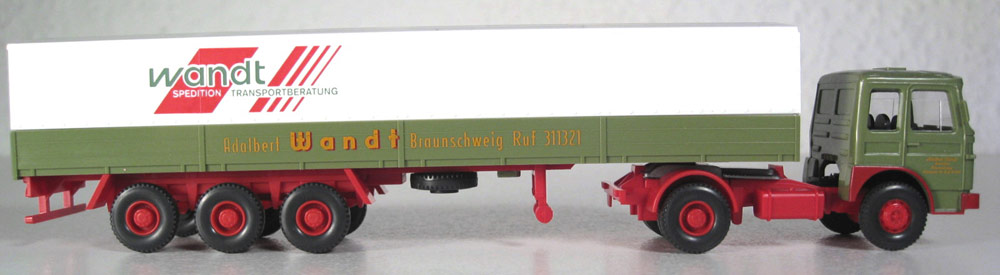 wandt
SPEDITION TRANSPORTBERATUNG
Adalbert Wandt Braunschweig Ruf 311321